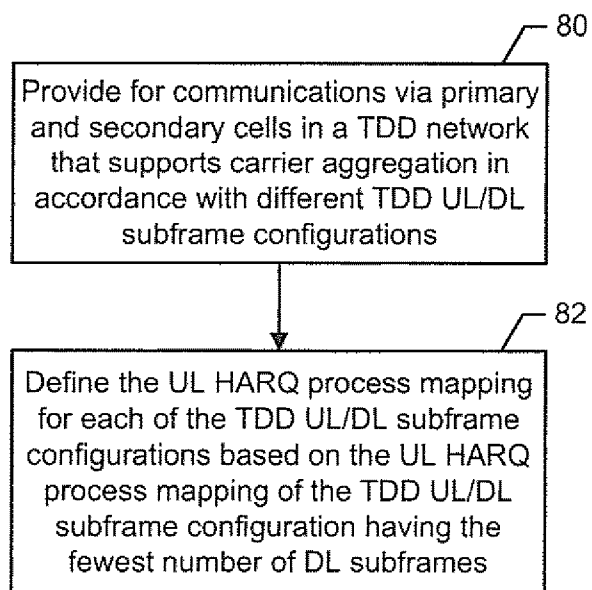 80
Provide for communications via primary
and secondary cells in a TDD network
that supports carrier aggregation in
accordance with different TDD UL/DL
subframe configurations
82
Define the UL HARQ process mapping
for each of the TDD UL/DL subframe
configurations based on the UL HARQ
process mapping of the TDD UL/DL
subframe configuration having the
fewest number of DL subframes